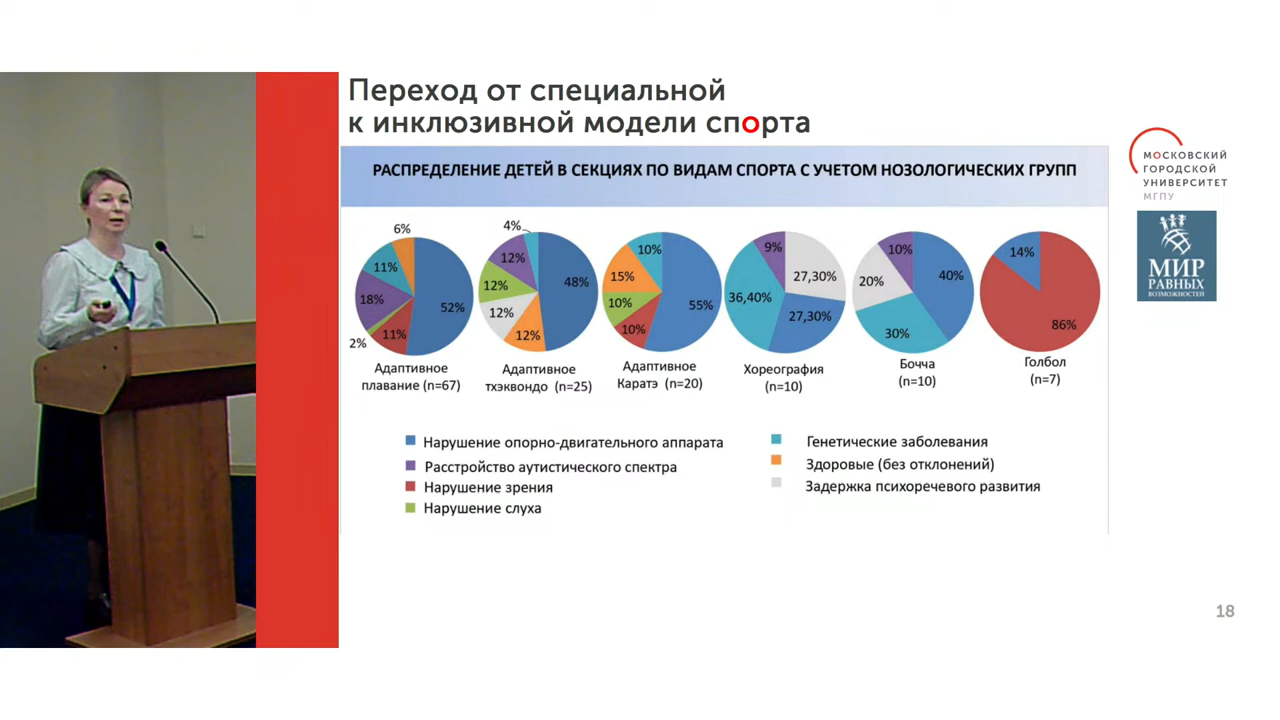 Переход от специальной
к инклюзивной модели спорта
РАСПРЕДЕЛЕНИЕ ДЕТЕЙ В СЕКЦИЯХ ПО ВИДАМ СПОРТА С УЧЕТОМ НОЗОЛОГИЧЕСКИХ ГРУПП
6%
11%
18%
2%
11%
52%
Адаптивное
плавание (n=67)
4%
12%
12%
12%
12%
48%
Адаптивное
тхэквондо (n=25)
10%
15%
10%
10%
55%
Адаптивное
Каратэ (n=20)
9%
36,40%
27,30%
27,30%
Хореография
(n=10)
10%
20%
30%
40%
Бочча
(n=10)
14%
86%
Голбол
(n=7)
Нарушение опорно-двигательного аппарата
Расстройство аутистического спектра
Нарушение зрения
Нарушение слуха
Генетические заболевания
Здоровые (без отклонений)
Задержка психоречевого развития
МОСКОВСКИЙ
ГОРОДСКОЙ
УНИВЕРСИТЕТ
МГПУ
МИР
РАВНЫХ
ВОЗМОЖНОСТЕЙ
18